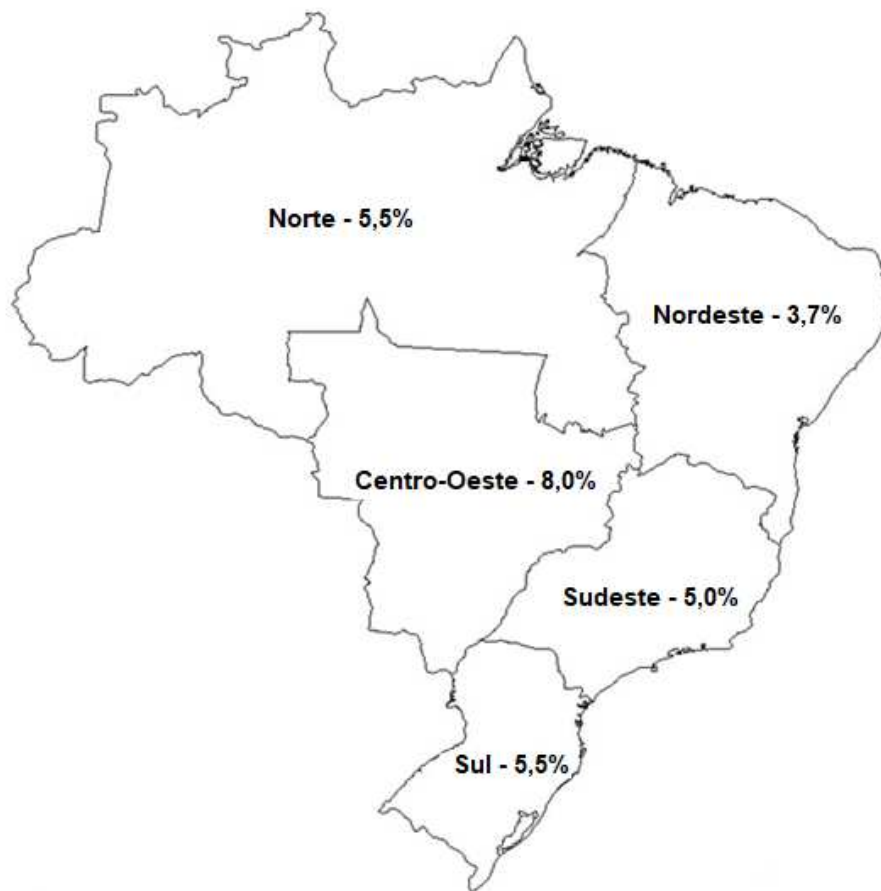 Norte - 5,5%
Nordeste - 3,7%
Centro-Oeste - 8,0%
Sudeste - 5,0%
Sul - 5,5%